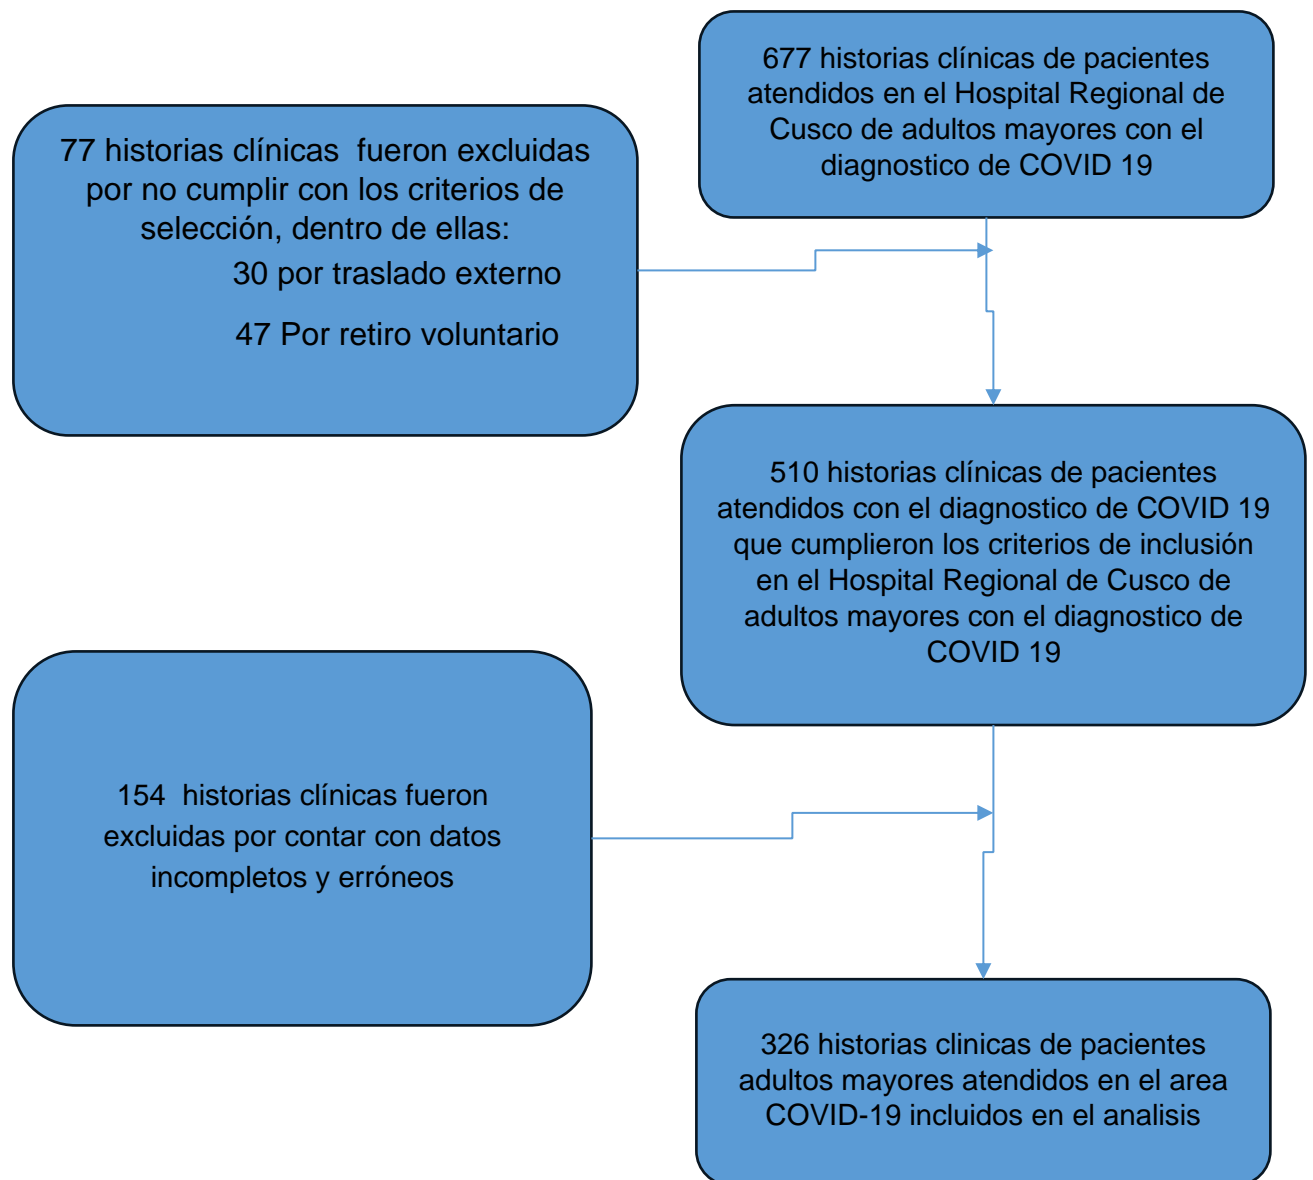 677 historias clínicas de pacientes
atendidos en el Hospital Regional de
Cusco de adultos mayores con el
diagnostico de COVID 19
77 historias clínicas  fueron excluidas
por no cumplir con los criterios de
selección, dentro de ellas:
30 por traslado externo
47 Por retiro voluntario
510 historias clínicas de pacientes
atendidos con el diagnostico de COVID 19
que cumplieron los criterios de inclusión
en el Hospital Regional de Cusco de
adultos mayores con el diagnostico de
COVID 19
154  historias clínicas fueron
excluidas por contar con datos
incompletos y erróneos
326 historias clinicas de pacientes
adultos mayores atendidos en el area
COVID-19 incluidos en el analisis